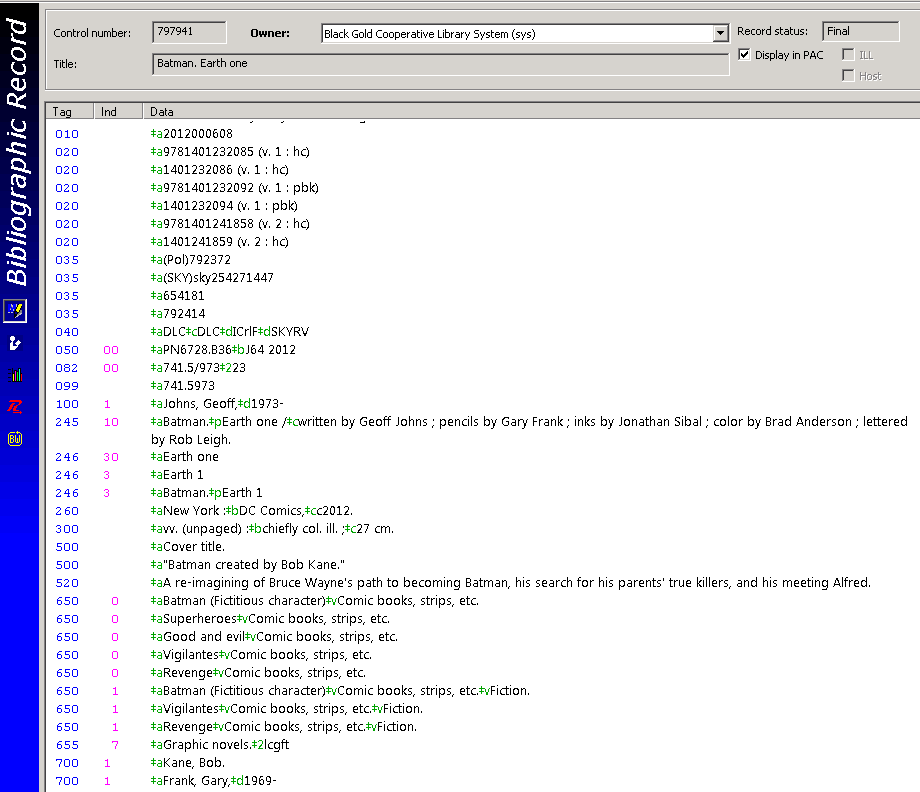 Bibliographic Record
Control number: 797941 Owner: Black Gold Cooperative Library System (sys) Record status: Final
Title: Batman. Earth one Display in PAC ILL
Host
Tag Ind Data
010 ‡a2012000608
020 ‡a9781401232085 (v. 1 : hc)
020 ‡a1401232086 (v. 1 : hc)
020 ‡a9781401232092 (v. 1 : pbk)
020 ‡a1401232094 (v. 1 : pbk)
020 ‡a9781401241858 (v. 2 : hc)
020 ‡a1401241859 (v. 2 : hc)
035 ‡a(Pol)792372
035 ‡a(SKY)sky254271447
035 ‡a654181
035 ‡a792414
040 ‡aDLC‡cDLC‡dICrlF‡dSKYRV
050 00 ‡aPN6728.B36‡bJ64 2012
082 00 ‡a741.5/973‡223
099 ‡a741.5973
100 1 ‡aJohns, Geoff,‡d1973-
245 10 ‡aBatman.‡pEarth one /‡cwritten by Geoff Johns ; pencils by Gary Frank ; inks by Jonathan Sibal ; color by Brad Anderson ; lettered
by Rob Leigh.
246 30 ‡aEarth one
246 3 ‡aEarth 1
246 3 ‡aBatman.‡pEarth 1
260 ‡aNew York :‡bDC Comics,‡cc2012.
300 ‡avv. (unpaged) :‡bchiefly col. ill. ;‡c27 cm.
500 ‡aCover title.
500 ‡a"Batman created by Bob Kane."
520 ‡aA re-imagining of Bruce Wayne's path to becoming Batman, his search for his parents' true killers, and his meeting Alfred.
650 0 ‡aBatman (Fictitious character)‡vComic books, strips, etc.
650 0 ‡aSuperheroes‡vComic books, strips, etc.
650 0 ‡aGood and evil‡vComic books, strips, etc.
650 0 ‡aVigilantes‡vComic books, strips, etc.
650 0 ‡aRevenge‡vComic books, strips, etc.
650 1 ‡aBatman (Fictitious character)‡vComic books, strips, etc.‡vFiction.
650 1 ‡aVigilantes‡vComic books, strips, etc.‡vFiction.
650 1 ‡aRevenge‡vComic books, strips, etc.‡vFiction.
655 7 ‡aGraphic novels.‡2lcgft
700 1 ‡aKane, Bob.
700 1 ‡aFrank, Gary,‡d1969-